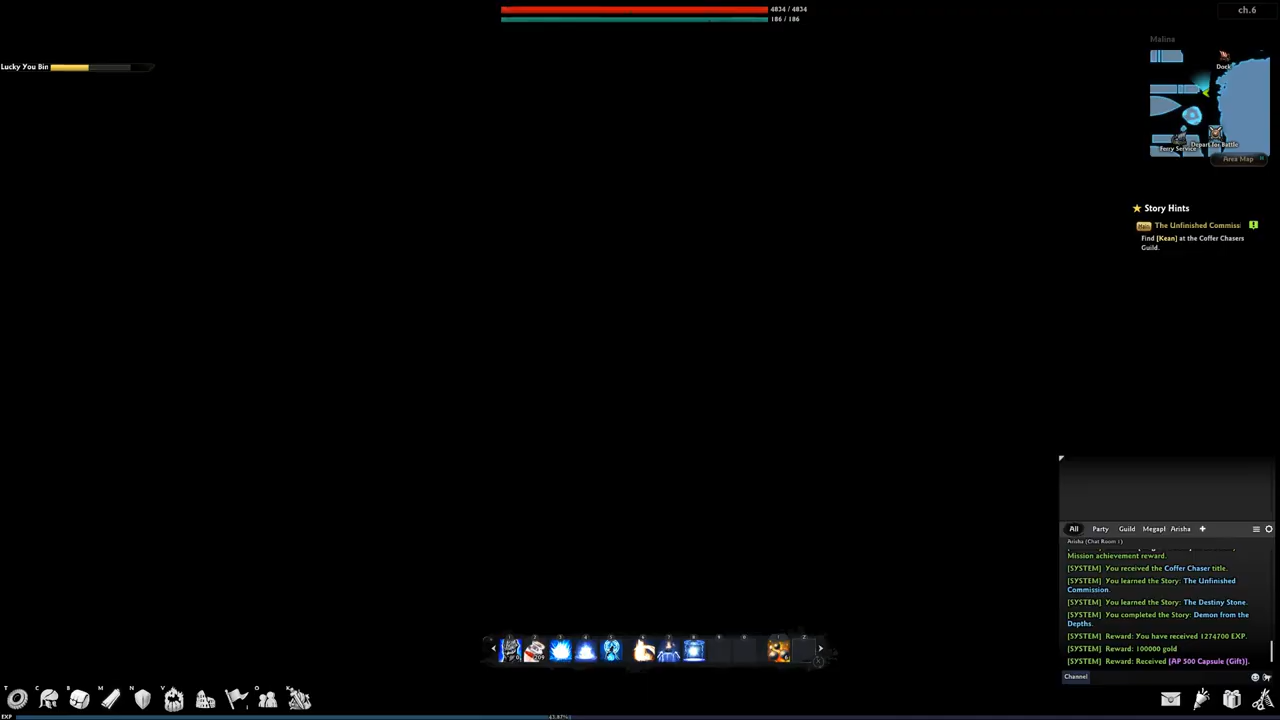 4834 / 4834
186 / 186
ch.6
Malina
Lucky You Bin
Dock
Depart for Battle
Ferry Service
Area Map
Story Hints
Main The Unfinished Commissi
Find [Kean] at the Coffer Chasers
Guild.
All Party Guild Megapl Arisha +
Arisha (Chat Room 1)
Mission achievement reward.
[SYSTEM] You received the Coffer Chaser title.
[SYSTEM] You learned the Story: The Unfinished
Commission.
[SYSTEM] You learned the Story: The Destiny Stone.
[SYSTEM] You completed the Story: Demon from the
Depths.
[SYSTEM] Reward: You have received 1274700 EXP.
[SYSTEM] Reward: 100000 gold
[SYSTEM] Reward: Received [AP 500 Capsule (Gift)].
Channel
T C B M N V O
EXP